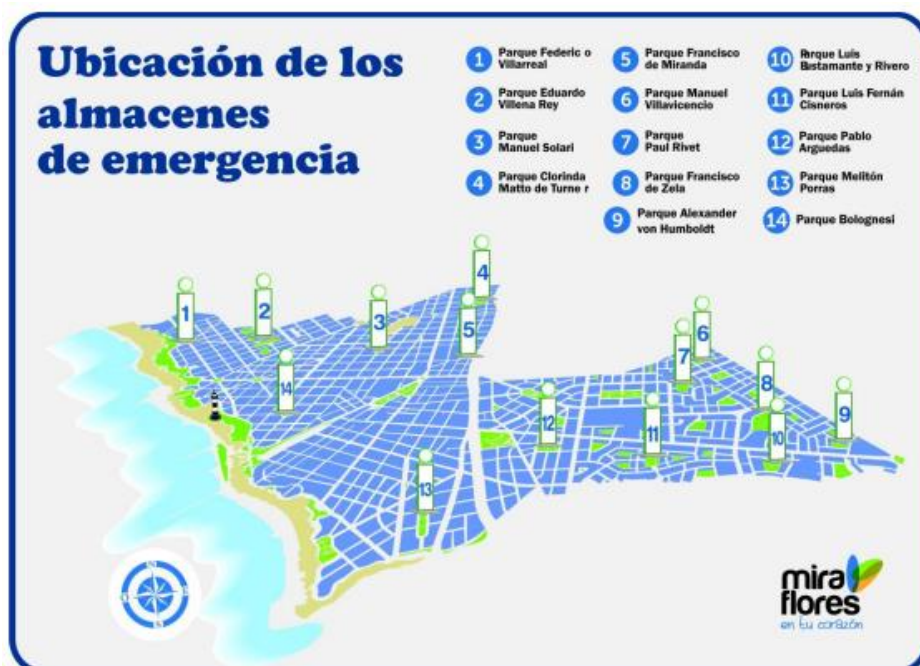 Ubicación de los
almacenes
de emergencia
1 Parque Federic o
Villarreal
2 Parque Eduardo
Villena Rey
3 Parque
Manuel Solari
4 Parque Clorinda
Matto de Turne r
5 Parque Francisco
de Miranda
6 Parque Manuel
Villavicencio
7 Parque
Paul Rivet
8 Parque Francisco
de Zela
9 Parque Alexander
von Humboldt
10 Parque Luis
Bustamante y Rivero
11 Parque Luis Fernán
Cisneros
12 Parque Pablo
Arguedas
13 Parque Melitón
Porras
14 Parque Bolognesi
4
1
2
3
5
6
7
14
8
12
11
10
9
13
N
E
S
O
mira
flores
en tu corazón